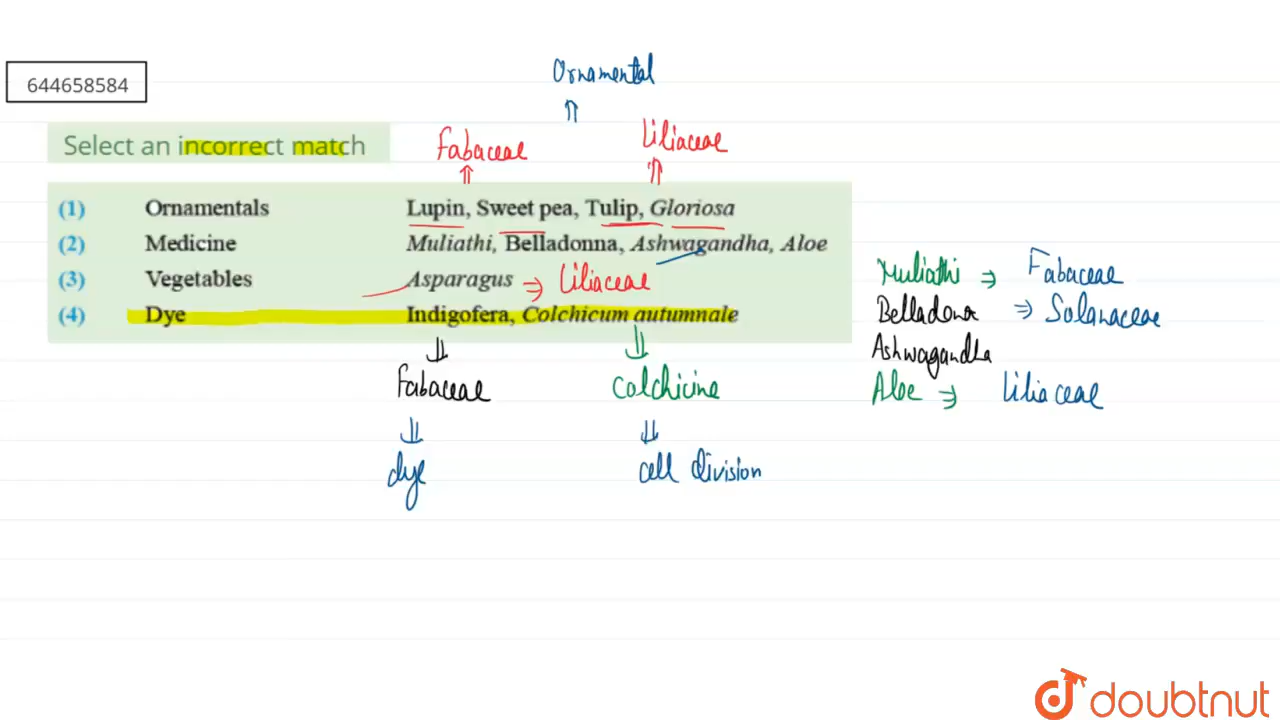 Ornamental
⇑
644658584
Select an incorrect match
Fabaceae
Liliaceae
⇑ ⇑
(1) Ornamentals Lupin, Sweet pea, Tulip, Gloriosa
(2) Medicine Muliathi, Belladonna, Ashwagandha, Aloe
(3) Vegetables Asparagus ⇒ Liliaceae
(4) Dye Indigofera, Colchicum autumnale
Muliathi ⇒ Fabaceae
Belladona ⇒ Solanaceae
Ashwagandha
Aloe ⇒ Liliaceae
⇓ ⇓
Fabaceae Colchicine
⇓ ⇓
dye cell division
doubtnut